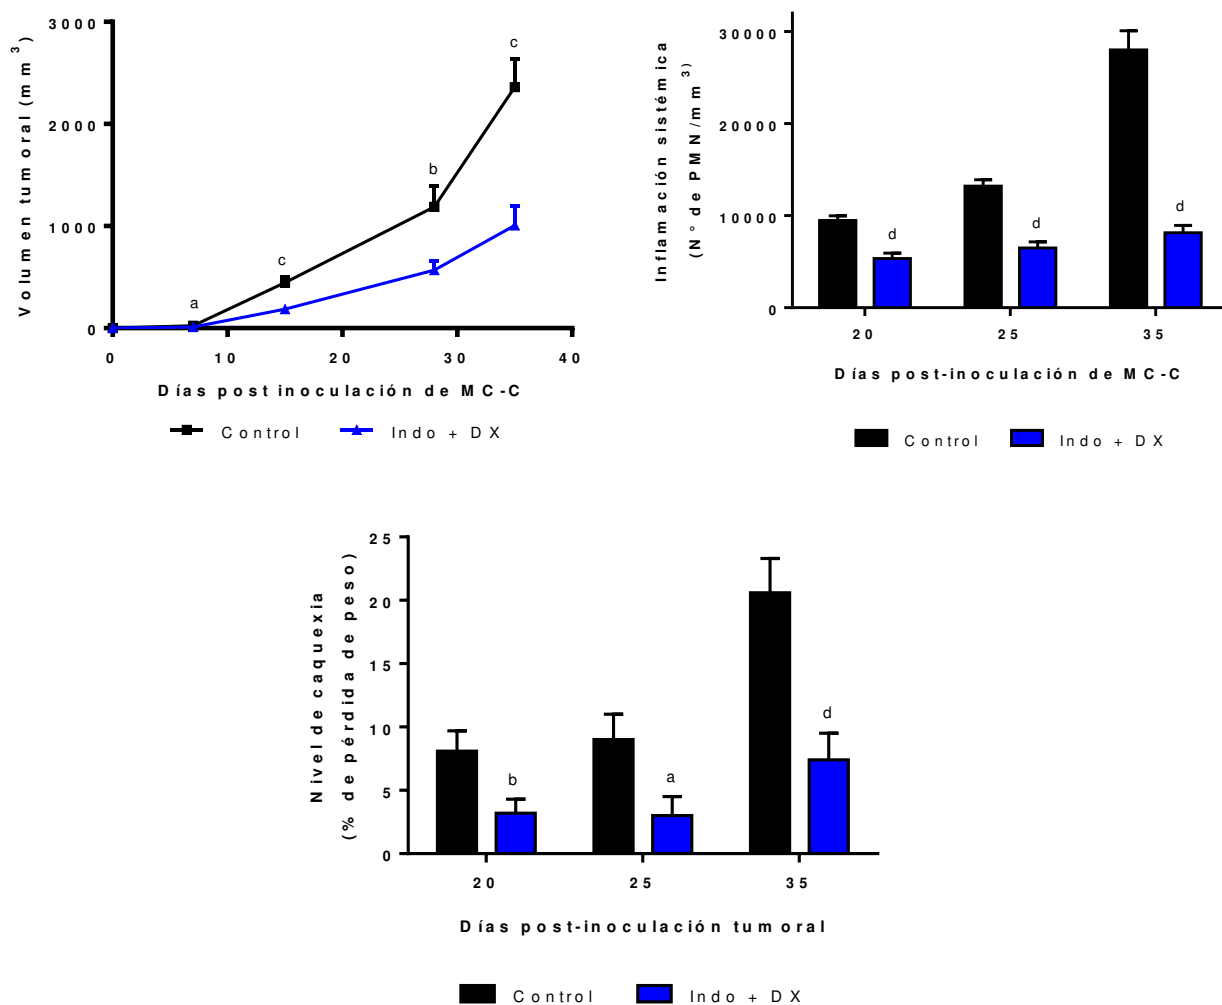 Volumen tumoral (mm3)
3000
2000
1000
0
c
b
c
a
0 10 20 30 40
Días post inoculación de MC-C
Control Indo + DX
Inflamación sistémica
(N° de PMN/mm3)
30000
20000
10000
0
d
d
d
20 25 35
Días post-inoculación de MC-C
Control Indo + DX
Nivel de caquexia
(% de pérdida de peso)
25
20
15
10
5
0
b
a
d
20 25 35
Días post-inoculación tumoral
Control Indo + DX